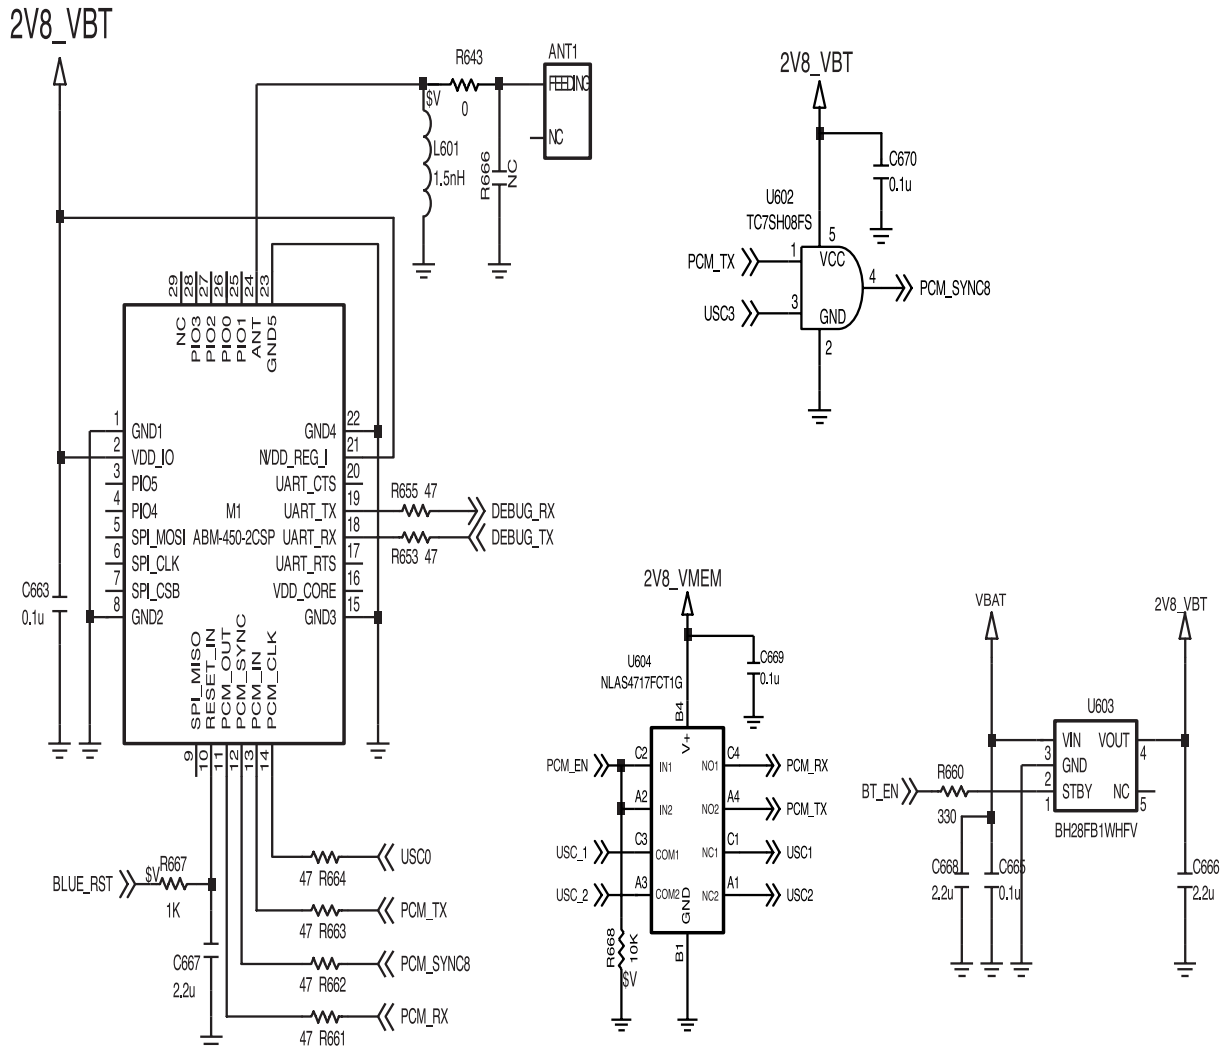 2V8_VBT
R643
ANT1
FEEDING
$V
0
NC
L601
1.5nH
R666
NC
2V8_VBT
C670
0.1u
U602
TC7SH08FS
5
PCM_TX
1
VCC
4
PCM_SYNC8
USC3
3
GND
2
29
28
27
26
25
24
23
NC
PIO3
PIO2
PIO0
PIO1
ANT
GND5
1
GND1
GND4
22
2
VDD_IO
21
3
PIO5
UART_CTS
20
4
PIO4
M1
UART_TX
19
R655 47
DEBUG_RX
5
SPI_MOSI
ABM-450-2CSP
UART_RX
18
R653 47
DEBUG_TX
6
SPI_CLK
UART_RTS
17
7
SPI_CSB
VDD_CORE
16
8
GND2
GND3
15
C663
0.1u
SPI_MISO
RESET_IN
PCM_OUT
PCM_SYNC
PCM_IN
PCM_CLK
9
10
11
12
13
14
BLUE_RST
$V
R667
1K
C667
2.2u
47 R664
USC0
47 R663
PCM_TX
47 R662
PCM_SYNC8
47 R661
PCM_RX
2V8_VMEM
U604
NLAS4717FCT1G
C669
0.1u
B4
V+
PCM_EN
C2
IN1
NO1
C4
PCM_RX
A2
IN2
NO2
A4
PCM_TX
USC_1
C3
COM1
NC1
C1
USC1
USC_2
A3
COM2
NC2
A1
USC2
GND
B1
R668
10K
$V
VBAT
2V8_VBT
U603
VIN
VOUT
3
GND
4
2
STBY
NC
1
5
BH28FB1WHFV
BT_EN
R660
330
C668
2.2u
C665
0.1u
C666
2.2u